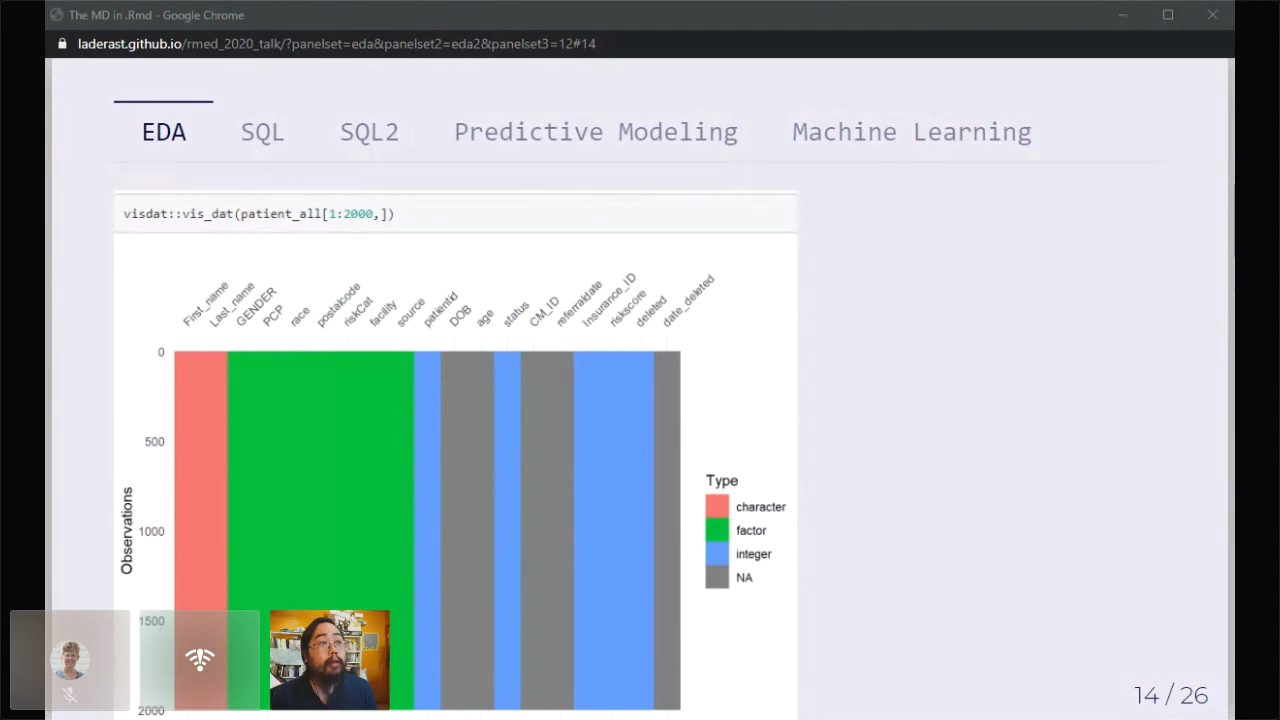 The MD in .Rmd - Google Chrome
laderast.github.io/rmed_2020_talk/?panelset=eda&panelset2=eda2&panelset3=12#14
EDA SQL SQL2 Predictive Modeling Machine Learning
visdat::vis_dat(patient_all[1:2000,])
First_name Last_name GENDER PCP race postalcode riskCat facility source patientid DOB age status CM_ID referraldate Insurance_ID riskscore deleted date_deleted
0
500
1000
1500
2000
Observations
Type
character
factor
integer
NA
14 / 26